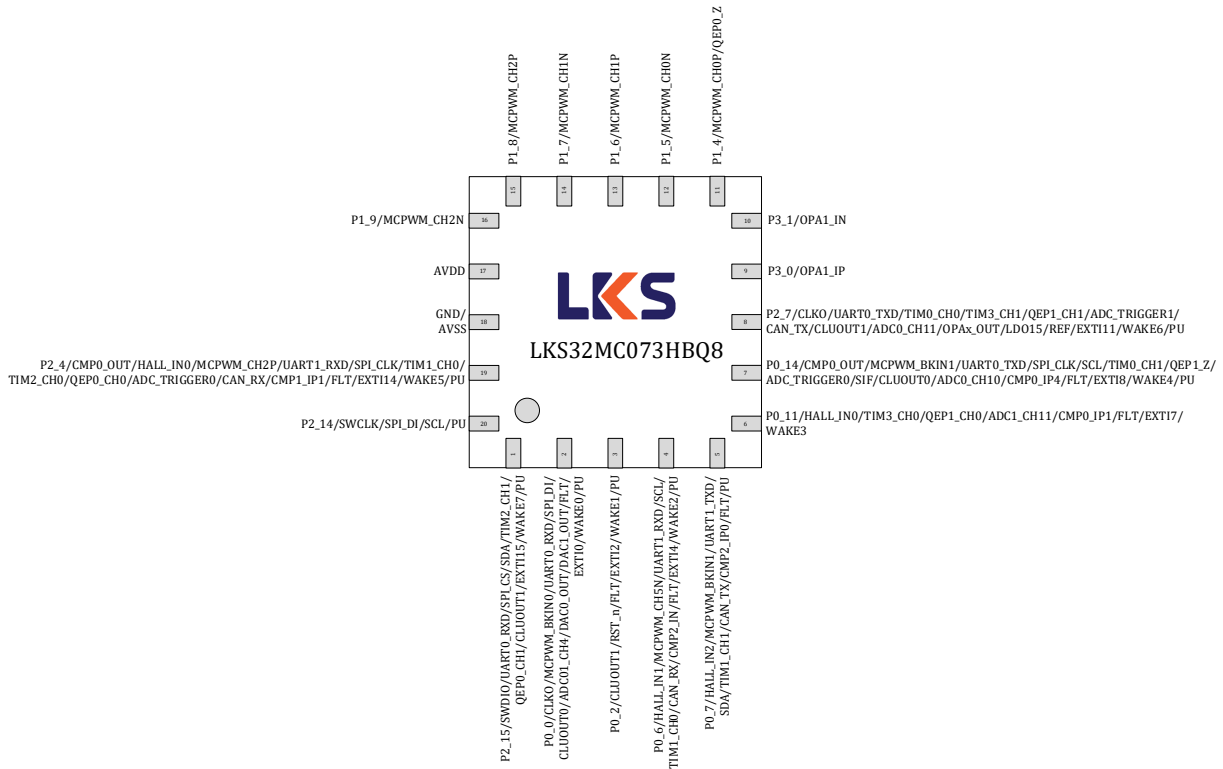 P1_8/MCPWM_CH2P
P1_7/MCPWM_CH1N
P1_6/MCPWM_CH1P
P1_5/MCPWM_CH0N
P1_4/MCPWM_CH0P/QEP0_Z
15
14
13
12
11
P1_9/MCPWM_CH2N
16
10
P3_1/OPA1_IN
AVDD
17
9
P3_0/OPA1_IP
LKS
GND/
AVSS
18
8
P2_7/CLKO/UART0_TXD/TIM0_CH0/TIM3_CH1/QEP1_CH1/ADC_TRIGGER1/
CAN_TX/CLUOUT1/ADC0_CH11/OPAx_OUT/LDO15/REF/EXTI11/WAKE6/PU
LKS32MC073HBQ8
P2_4/CMP0_OUT/HALL_IN0/MCPWM_CH2P/UART1_RXD/SPI_CLK/TIM1_CH0/
TIM2_CH0/QEP0_CH0/ADC_TRIGGER0/CAN_RX/CMP1_IP1/FLT/EXTI14/WAKE5/PU
19
7
P0_14/CMP0_OUT/MCPWM_BKIN1/UART0_TXD/SPI_CLK/SCL/TIM0_CH1/QEP1_Z/
ADC_TRIGGER0/SIF/CLUOUT0/ADC0_CH10/CMP0_IP4/FLT/EXTI8/WAKE4/PU
P2_14/SWCLK/SPI_DI/SCL/PU
20
6
P0_11/HALL_IN0/TIM3_CH0/QEP1_CH0/ADC1_CH11/CMP0_IP1/FLT/EXTI7/
WAKE3
1
2
3
4
5
P2_15/SWDIO/UART0_RXD/SPI_CS/SDA/TIM2_CH1/
QEP0_CH1/CLUOUT1/EXTI15/WAKE7/PU
P0_0/CLKO/MCPWM_BKIN0/UART0_RXD/SPI_DI/
CLUOUT0/ADC01_CH4/DAC0_OUT/DAC1_OUT/FLT/
EXTI0/WAKE0/PU
P0_2/CLUOUT1/RST_n/FLT/EXTI2/WAKE1/PU
P0_6/HALL_IN1/MCPWM_CH5N/UART1_RXD/SCL/
TIM1_CH0/CAN_RX/CMP2_IN/FLT/EXTI4/WAKE2/PU
P0_7/HALL_IN2/MCPWM_BKIN1/UART1_TXD/
SDA/TIM1_CH1/CAN_TX/CMP2_IP0/FLT/PU